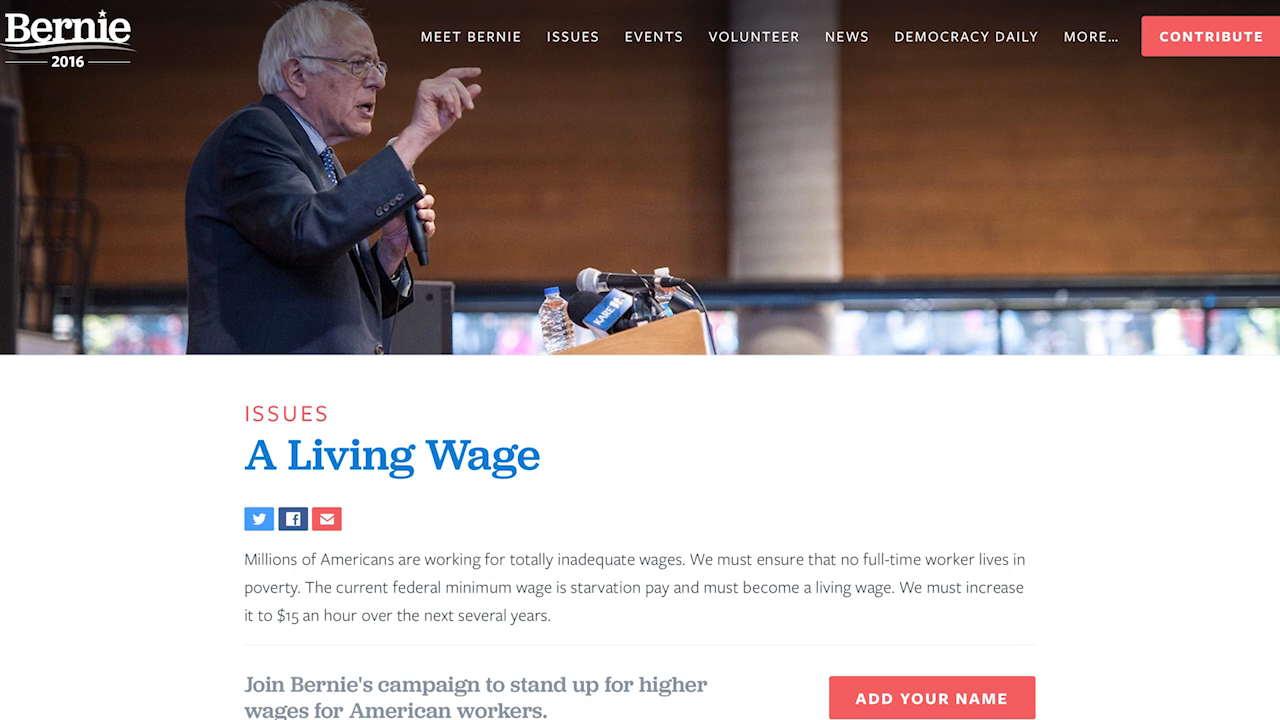 Bernie
2016
MEET BERNIE ISSUES EVENTS VOLUNTEER NEWS DEMOCRACY DAILY MORE... CONTRIBUTE
KARE
ISSUES
A Living Wage
Millions of Americans are working for totally inadequate wages. We must ensure that no full-time worker lives in
poverty. The current federal minimum wage is starvation pay and must become a living wage. We must increase
it to $15 an hour over the next several years.
Join Bernie's campaign to stand up for higher
wages for American workers.
ADD YOUR NAME